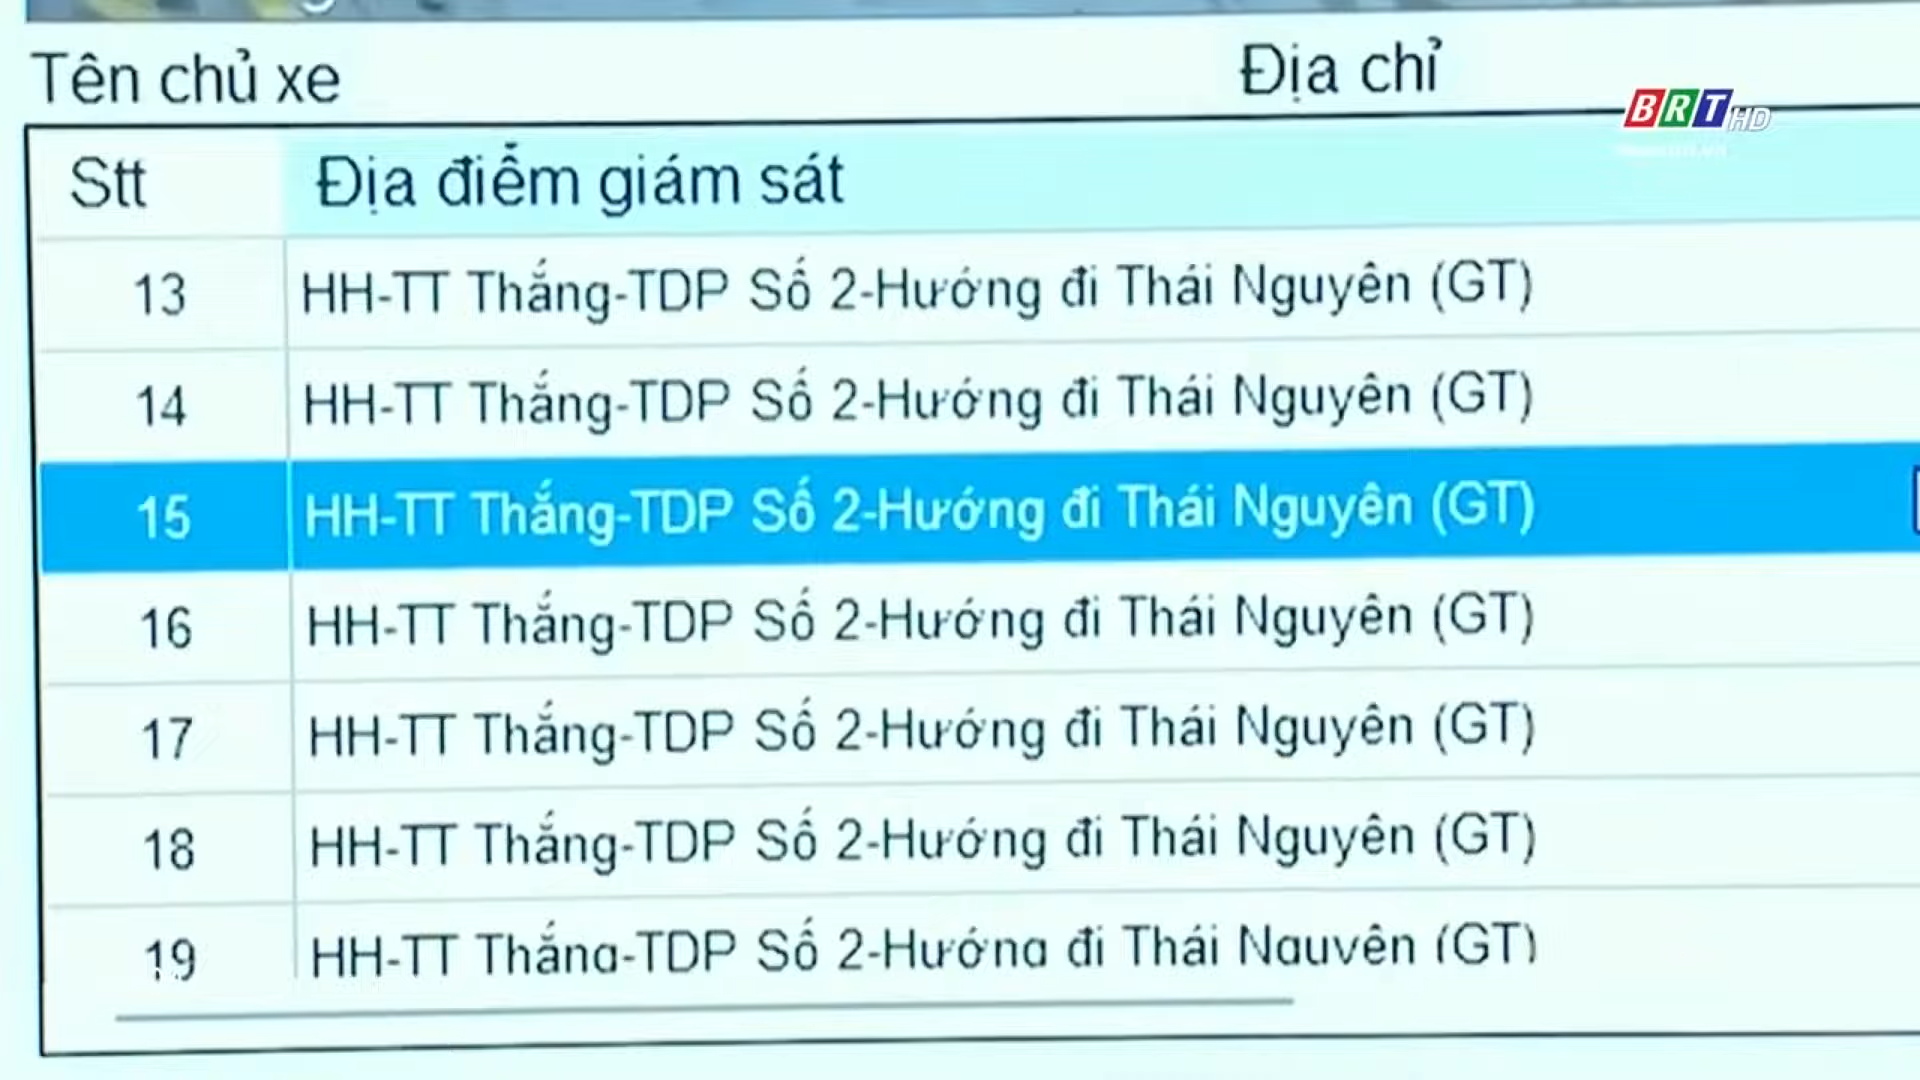 Tên chủ xe Địa chỉ
BRT HD
Stt Địa điểm giám sát
13 HH-TT Thắng-TDP Số 2-Hướng đi Thái Nguyên (GT)
14 HH-TT Thắng-TDP Số 2-Hướng đi Thái Nguyên (GT)
15 HH-TT Thắng-TDP Số 2-Hướng đi Thái Nguyên (GT)
16 HH-TT Thắng-TDP Số 2-Hướng đi Thái Nguyên (GT)
17 HH-TT Thắng-TDP Số 2-Hướng đi Thái Nguyên (GT)
18 HH-TT Thắng-TDP Số 2-Hướng đi Thái Nguyên (GT)
19 HH-TT Thắng-TDP Số 2-Hướng đi Thái Nguyên (GT)